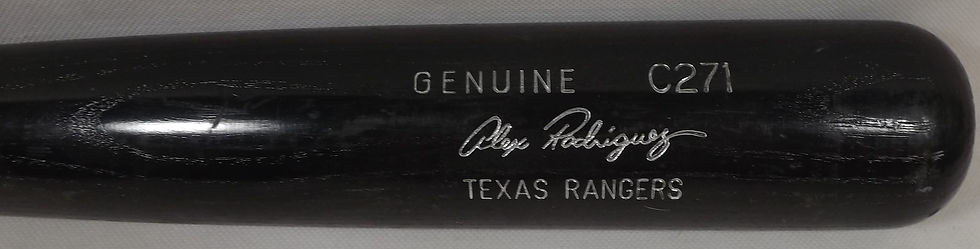 GENUINE C271
Alex Rodriguez
TEXAS RANGERS